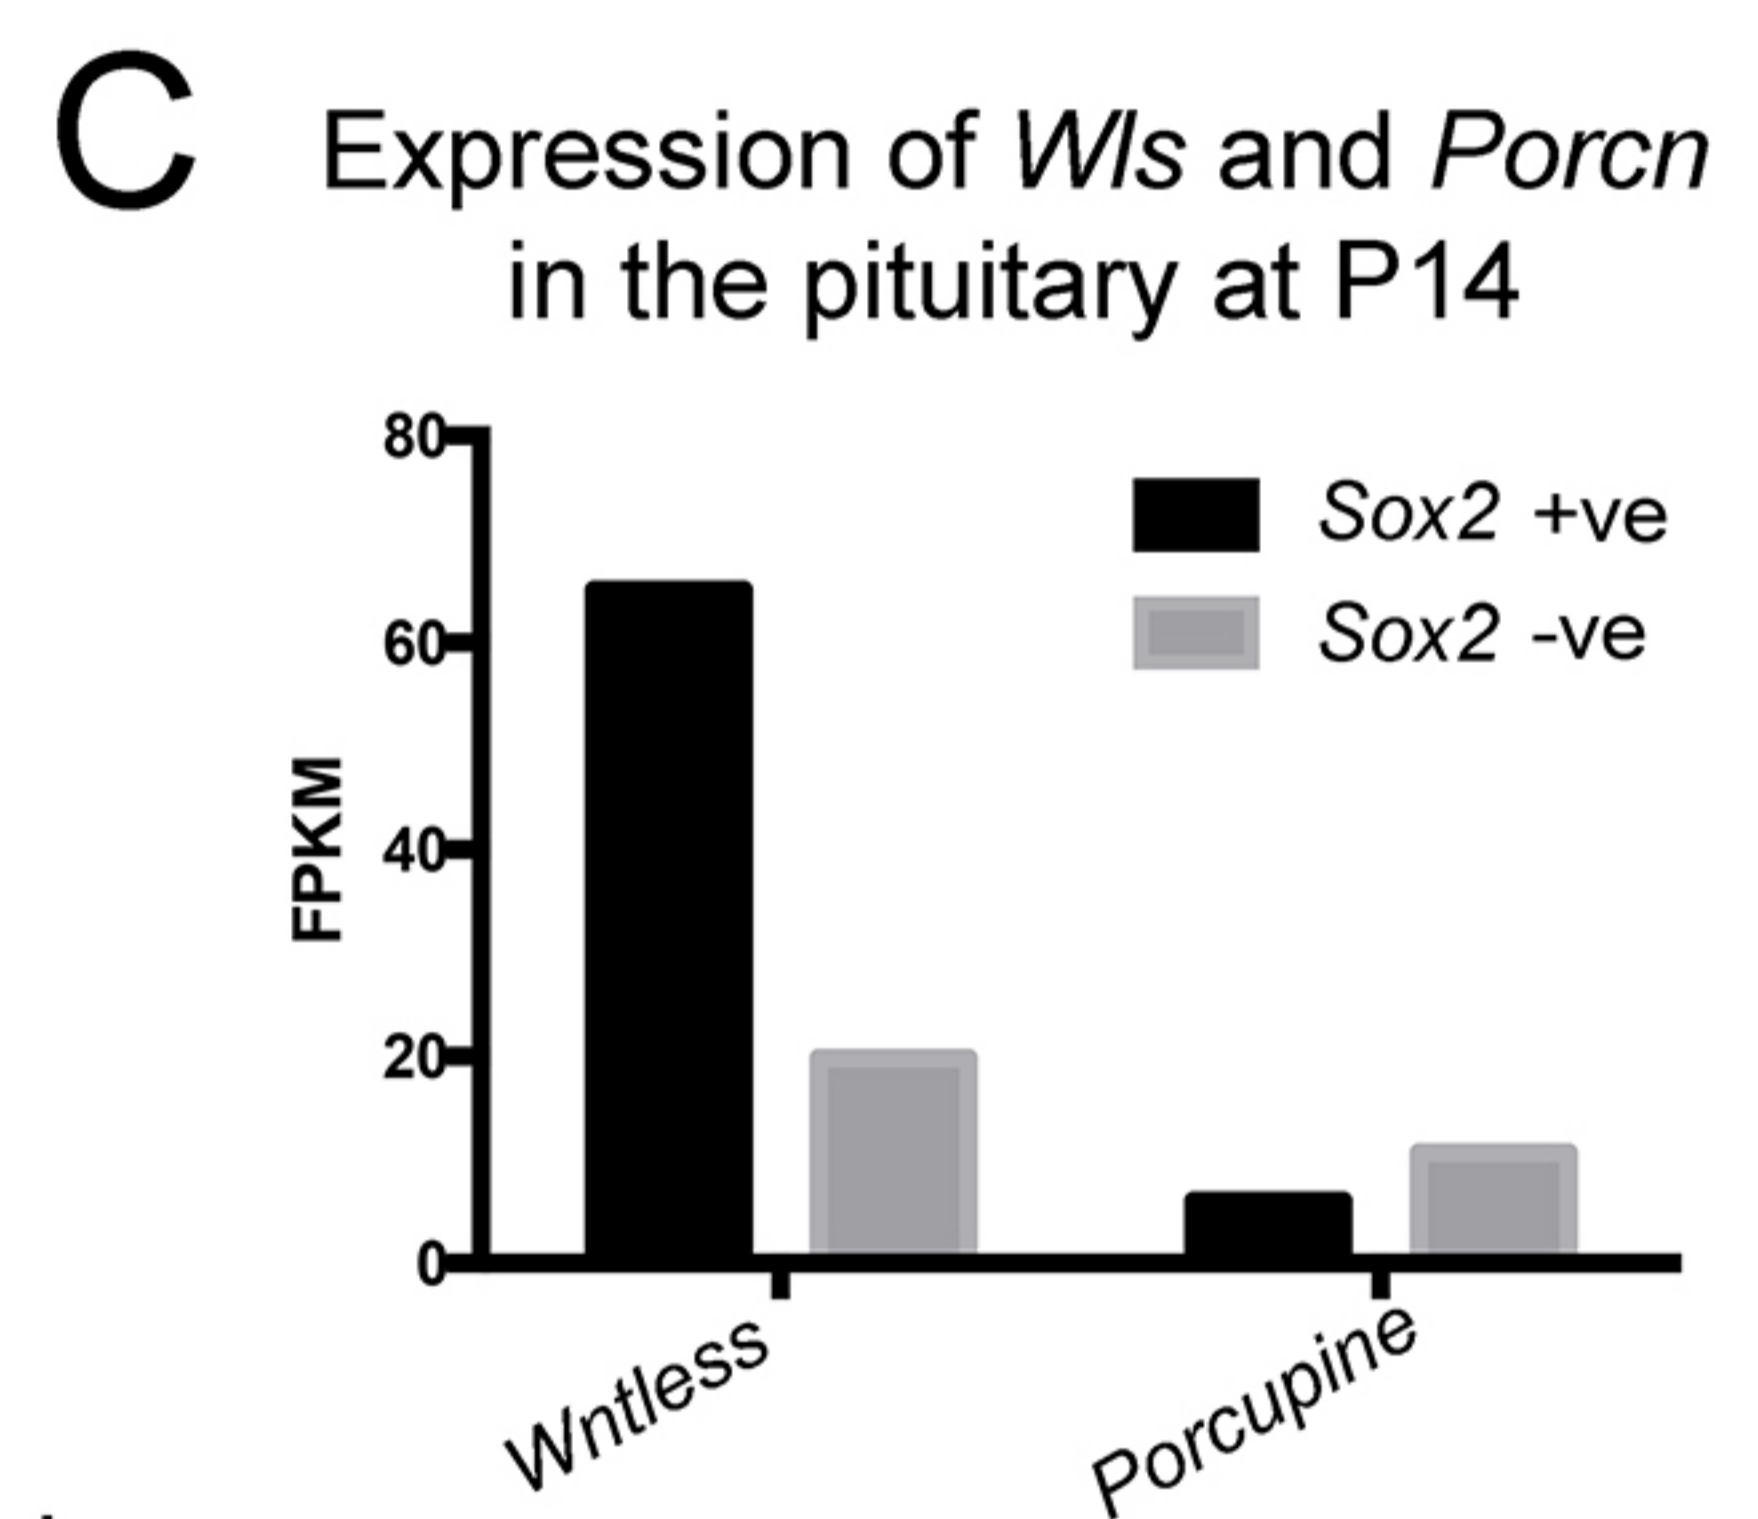 C
Expression of Wls and Porcn
in the pituitary at P14
80
60
40
20
0
FPKM
Sox2 +ve
Sox2 -ve
Wntless
Porcupine